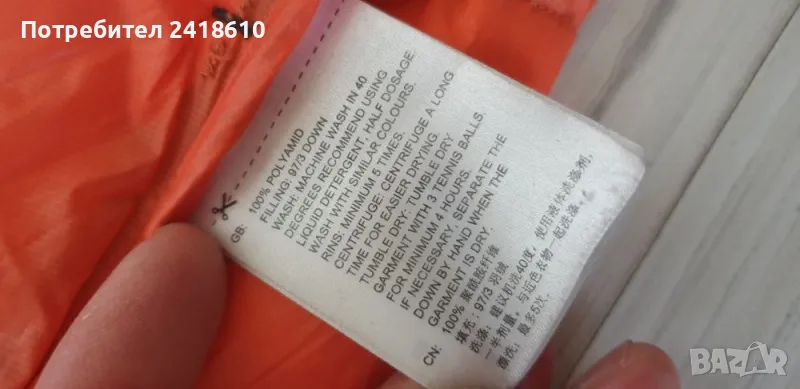 Потребител 2418610
GB: 100% POLYAMID
FILLING: 97/3 DOWN
WASH: MACHINE WASH IN 40
DEGREES RECOMMEND USING
LIQUID DETERGENT, HALF DOSAGE.
WASH WITH SIMILAR COLOURS.
RINS: MINIMUM 5 TIMES.
CENTRIFUGE: CENTRIFUGE A LONG
TIME FOR EASIER DRYING.
TUMBLE DRY: TUMBLE DRY
GARMENT WITH 3 TENNIS BALLS
FOR MINIMUM 4 HOURS.
IF NECESSARY, SEPARATE THE
DOWN BY HAND WHEN THE
GARMENT IS DRY.
CN: 100% 聚酰胺纤维
填充: 97/3 羽绒
洗涤: 建议机洗40度, 使用液体洗涤剂,
一半剂量, 与近色衣物一起洗涤.
漂洗: 最多5次.
BAZAR
bg